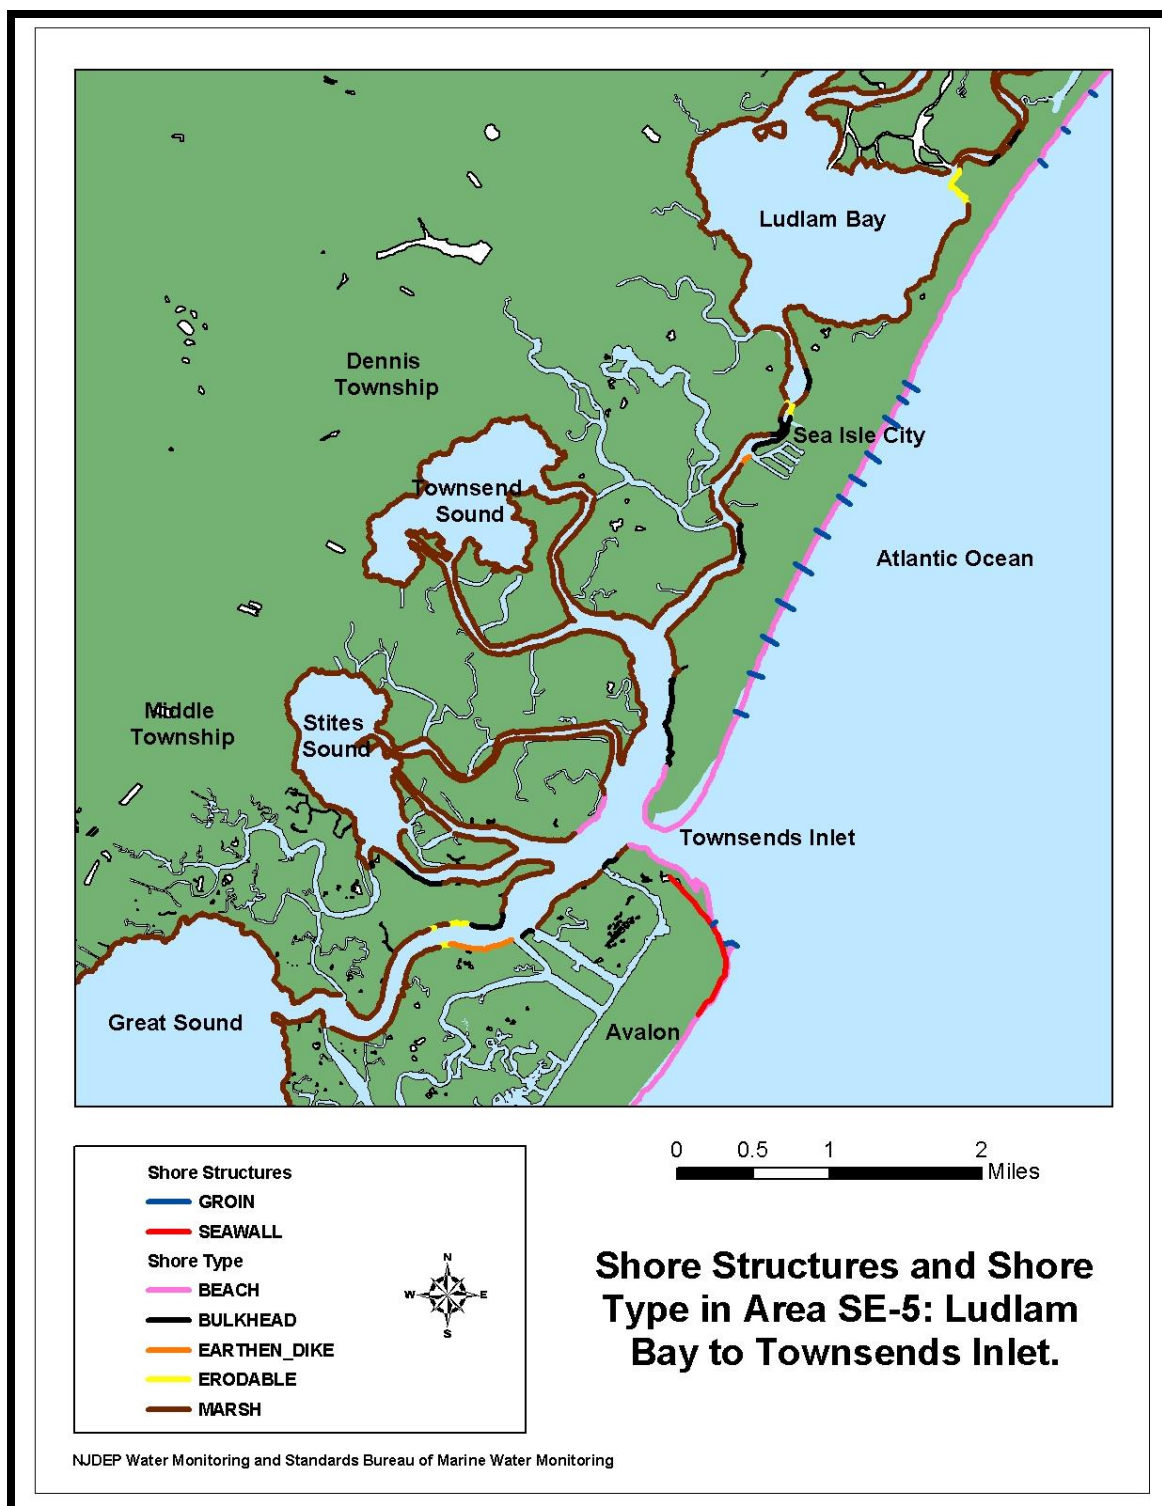 Ludlam Bay
Dennis
Township
Sea Isle City
Townsend
Sound
Atlantic Ocean
Middle
Township
Stites
Sound
Townsends Inlet
Great Sound
Avalon
0 0.5 1 2
Miles
Shore Structures
GROIN
SEAWALL
Shore Type
BEACH
BULKHEAD
EARTHEN_DIKE
ERODABLE
MARSH
N
W E
S
Shore Structures and Shore
Type in Area SE-5: Ludlam
Bay to Townsends Inlet.
NJDEP Water Monitoring and Standards Bureau of Marine Water Monitoring